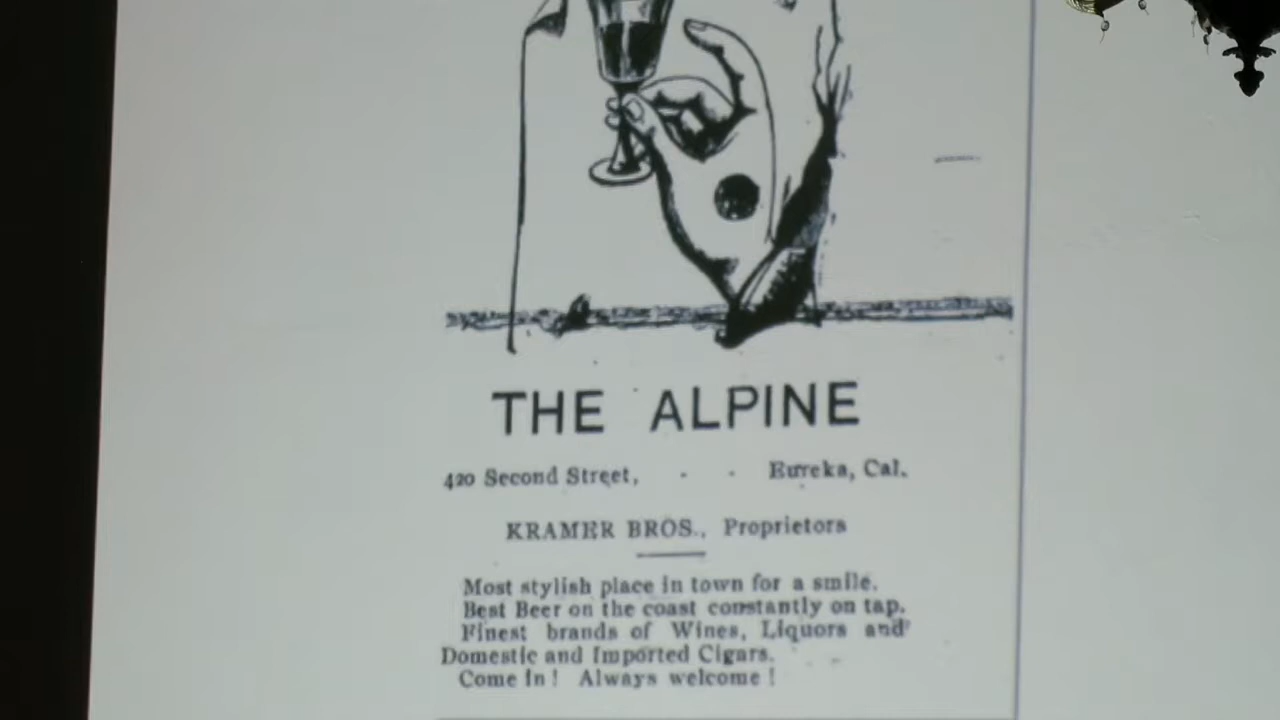 THE ALPINE
420 Second Street, - - Eureka, Cal.
KRAMER BROS., Proprietors
Most stylish place in town for a smile.
Best Beer on the coast constantly on tap.
Finest brands of Wines, Liquors and
Domestic and Imported Cigars.
Come In! Always welcome!